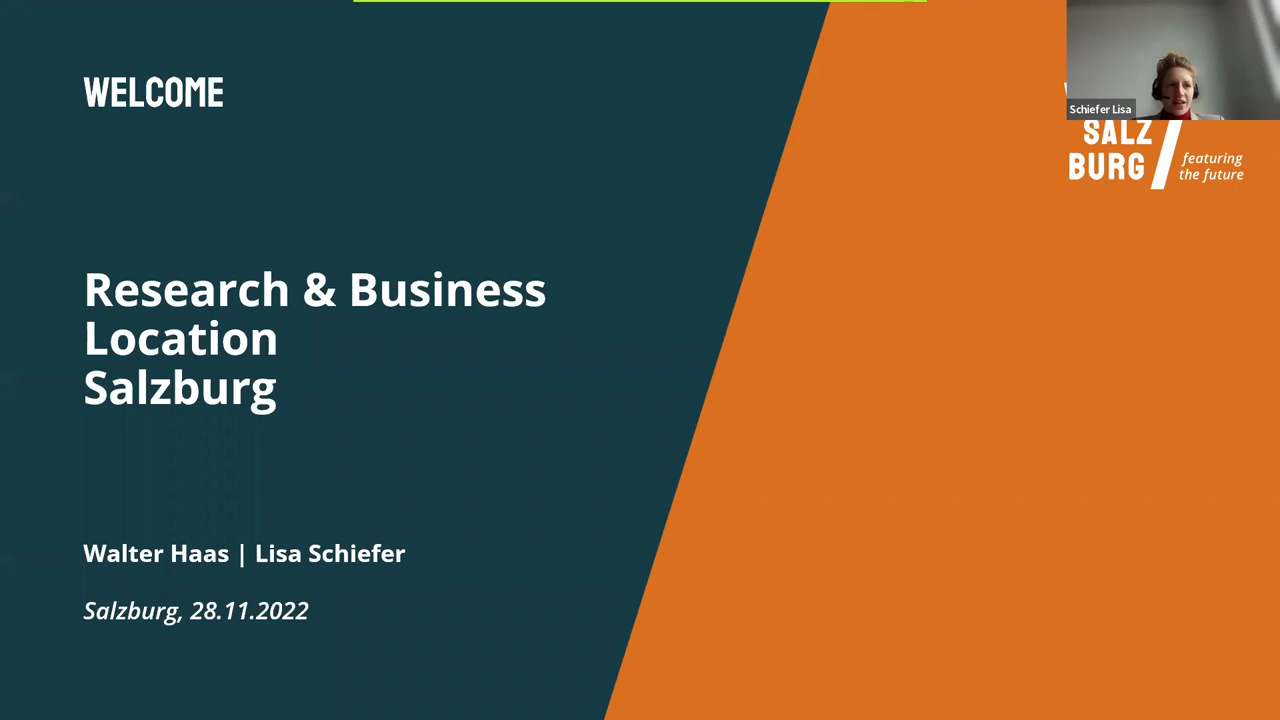 WELCOME
Schiefer Lisa
SALZ
BURG
featuring
the future
Research & Business
Location
Salzburg
Walter Haas | Lisa Schiefer
Salzburg, 28.11.2022